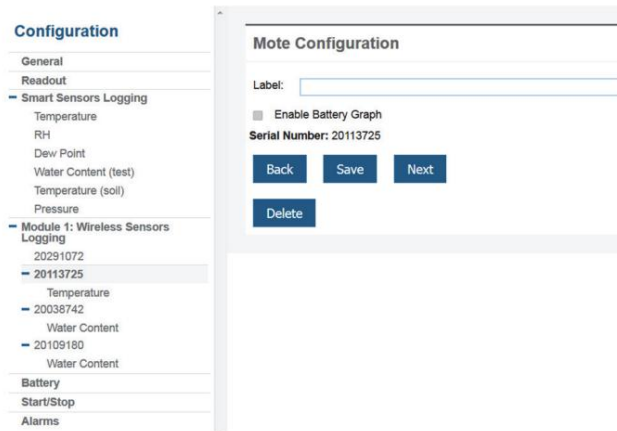 Configuration
General
Readout
Smart Sensors Logging
Temperature
RH
Dew Point
Water Content (test)
Temperature (soil)
Pressure
Module 1: Wireless Sensors
Logging
20291072
20113725
Temperature
20038742
Water Content
20109180
Water Content
Battery
Start/Stop
Alarms
Mote Configuration
Label:
Enable Battery Graph
Serial Number: 20113725
Back Save Next
Delete